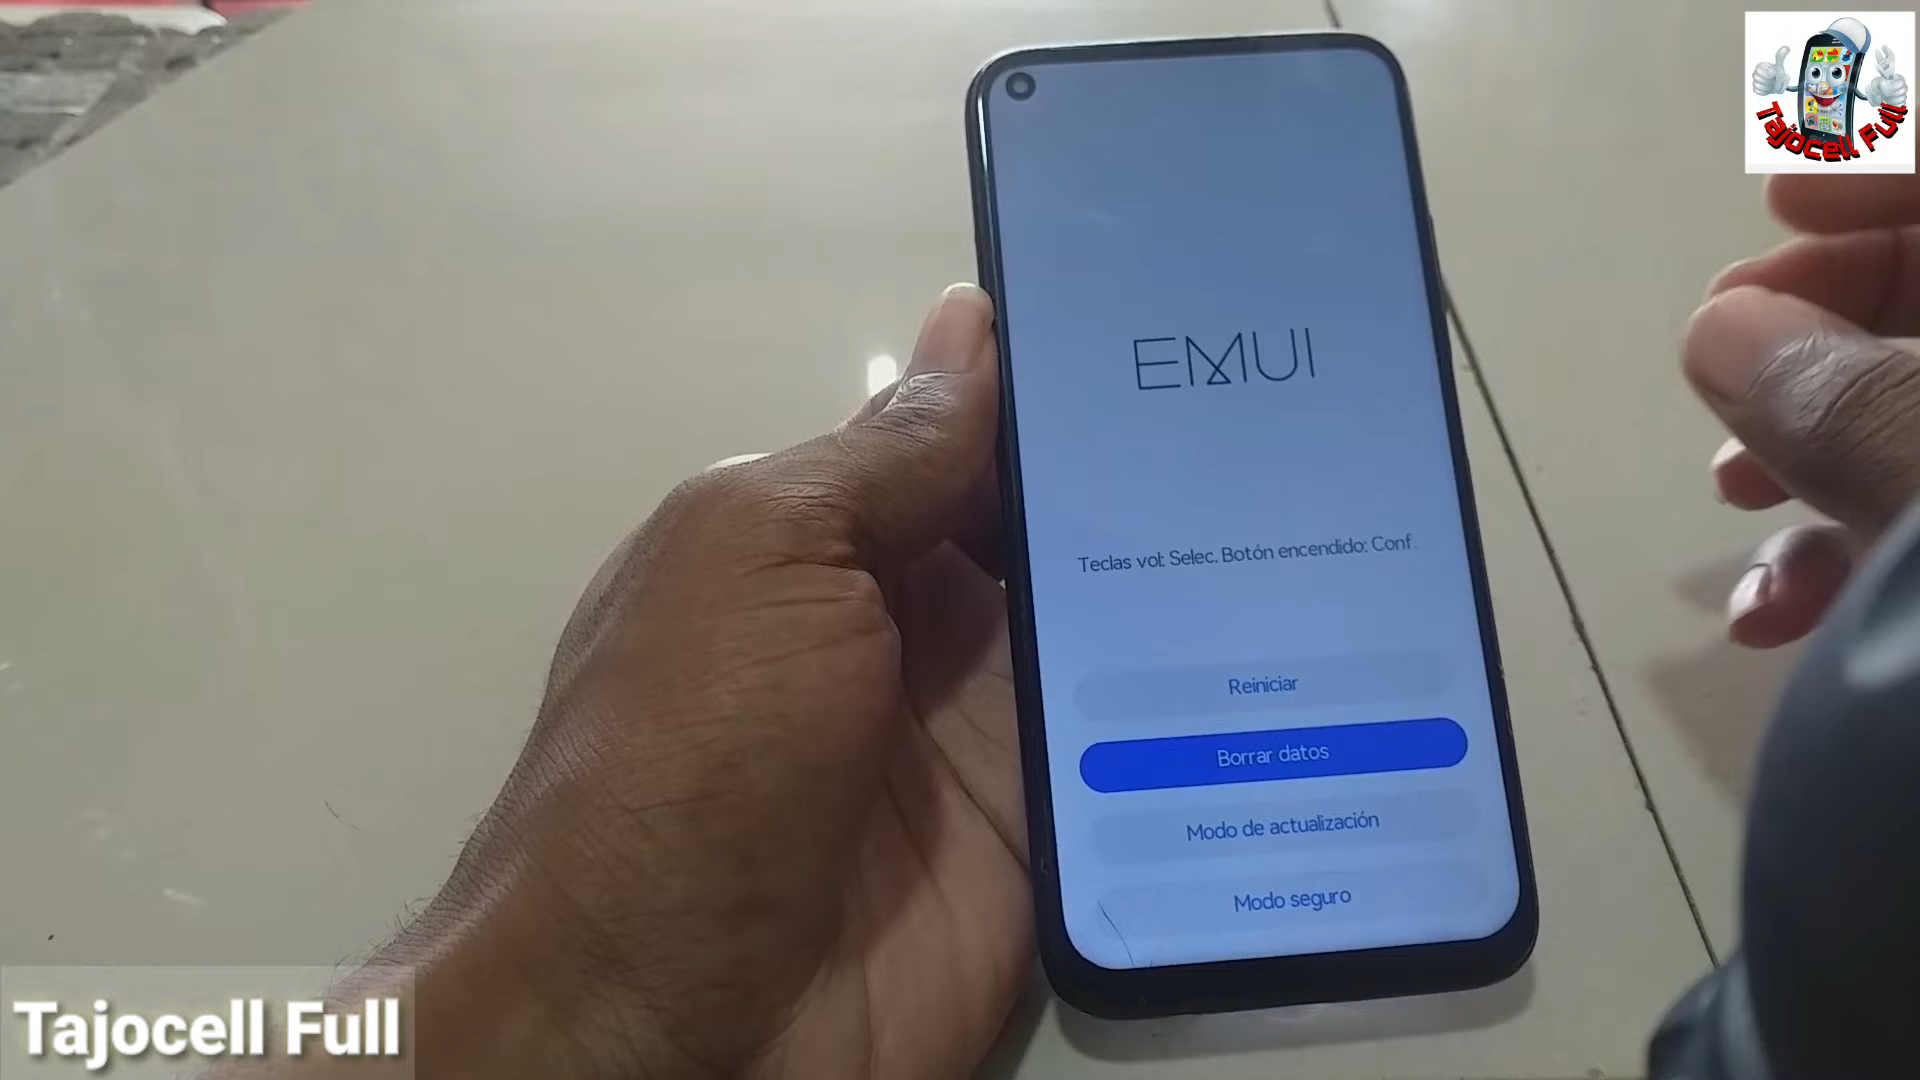 Tajocell Full
EMUI
Teclas vol: Selec. Botón encendido: Conf.
Reiniciar
Borrar datos
Modo de actualización
Modo seguro
Tajocell Full